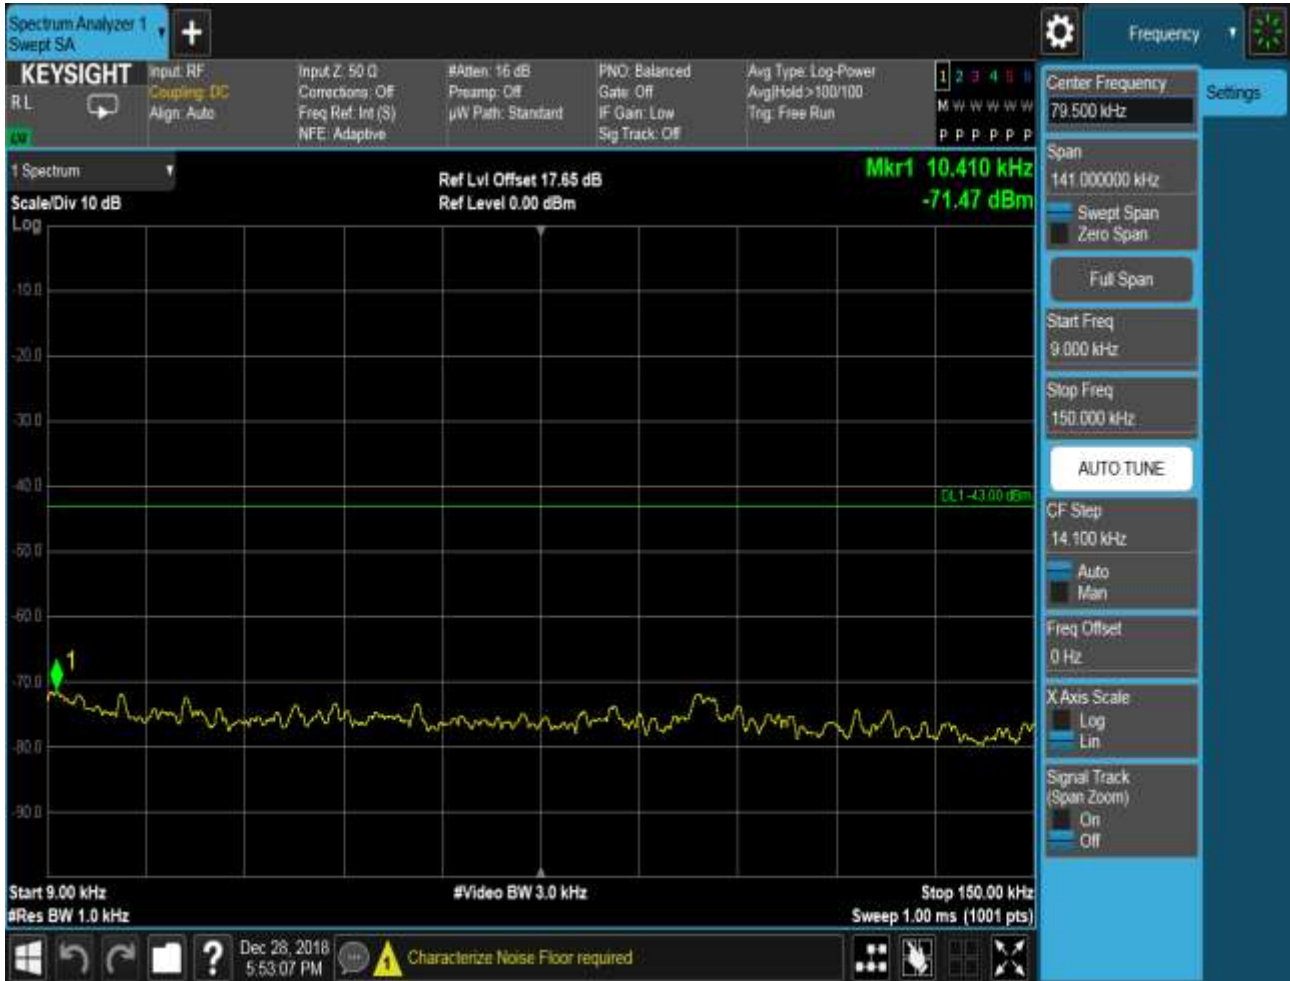 Spectrum Analyzer 1
Swept SA
+
Frequency
KEYSIGHT
R L
LW
Input: RF
Coupling: DC
Align: Auto
Input Z: 50 Ω
Corrections: Off
Freq Ref: Int (S)
NFE: Adaptive
#Atten: 16 dB
Preamp: Off
µW Path: Standard
PNO: Balanced
Gate: Off
IF Gain: Low
Sig Track: Off
Avg Type: Log-Power
Avg|Hold >100/100
Trig: Free Run
1 2 3 4 5 6
M W W W W W
P P P P P P
1 Spectrum
Scale/Div 10 dB
Log
Ref Lvl Offset 17.65 dB
Ref Level 0.00 dBm
Mkr1 10.410 kHz
-71.47 dBm
-10.0
-20.0
-30.0
-40.0
DL1 -43.00 dBm
-50.0
-60.0
1
-70.0
-80.0
-90.0
Start 9.00 kHz
#Res BW 1.0 kHz
#Video BW 3.0 kHz
Stop 150.00 kHz
Sweep 1.00 ms (1001 pts)
Center Frequency
79.500 kHz
Settings
Span
141.000000 kHz
Swept Span
Zero Span
Full Span
Start Freq
9.000 kHz
Stop Freq
150.000 kHz
AUTO TUNE
CF Step
14.100 kHz
Auto
Man
Freq Offset
0 Hz
X Axis Scale
Log
Lin
Signal Track
(Span Zoom)
On
Off
?
Dec 28, 2018
5:53:07 PM
1
Characterize Noise Floor required